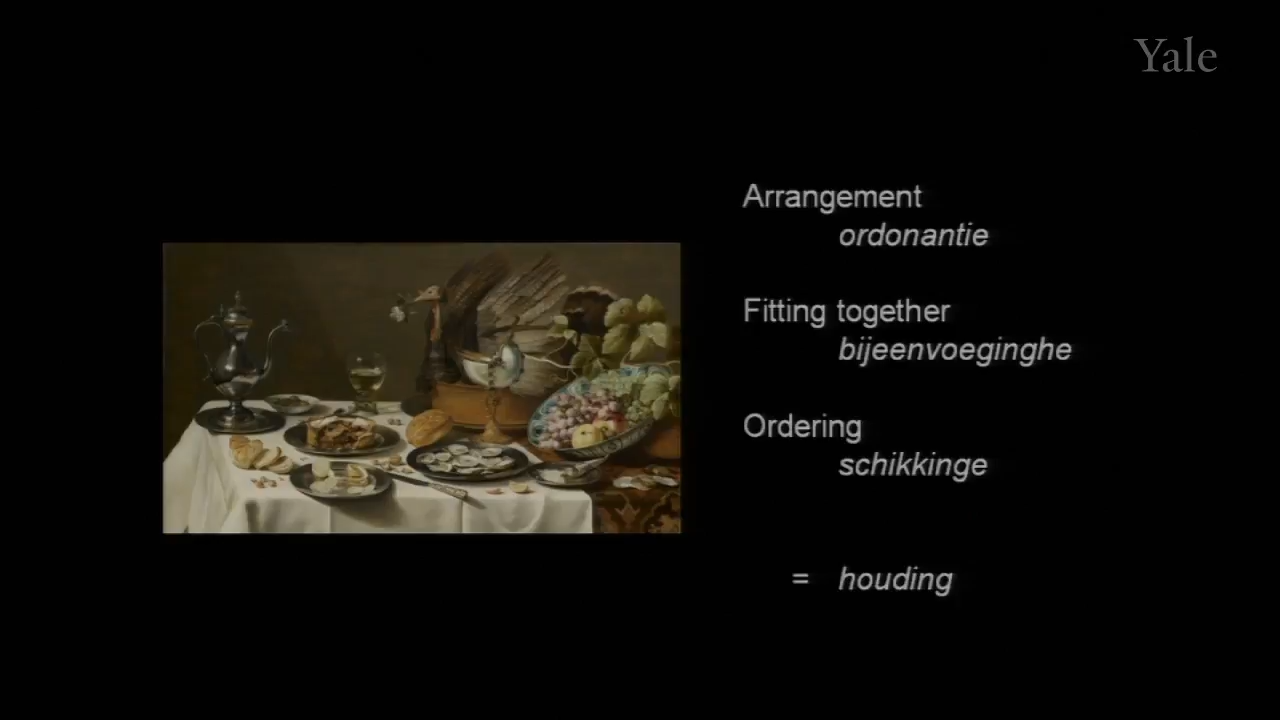 Yale
Arrangement
ordonantie
Fitting together
bijeenvoeginghe
Ordering
schikkinge
= houding